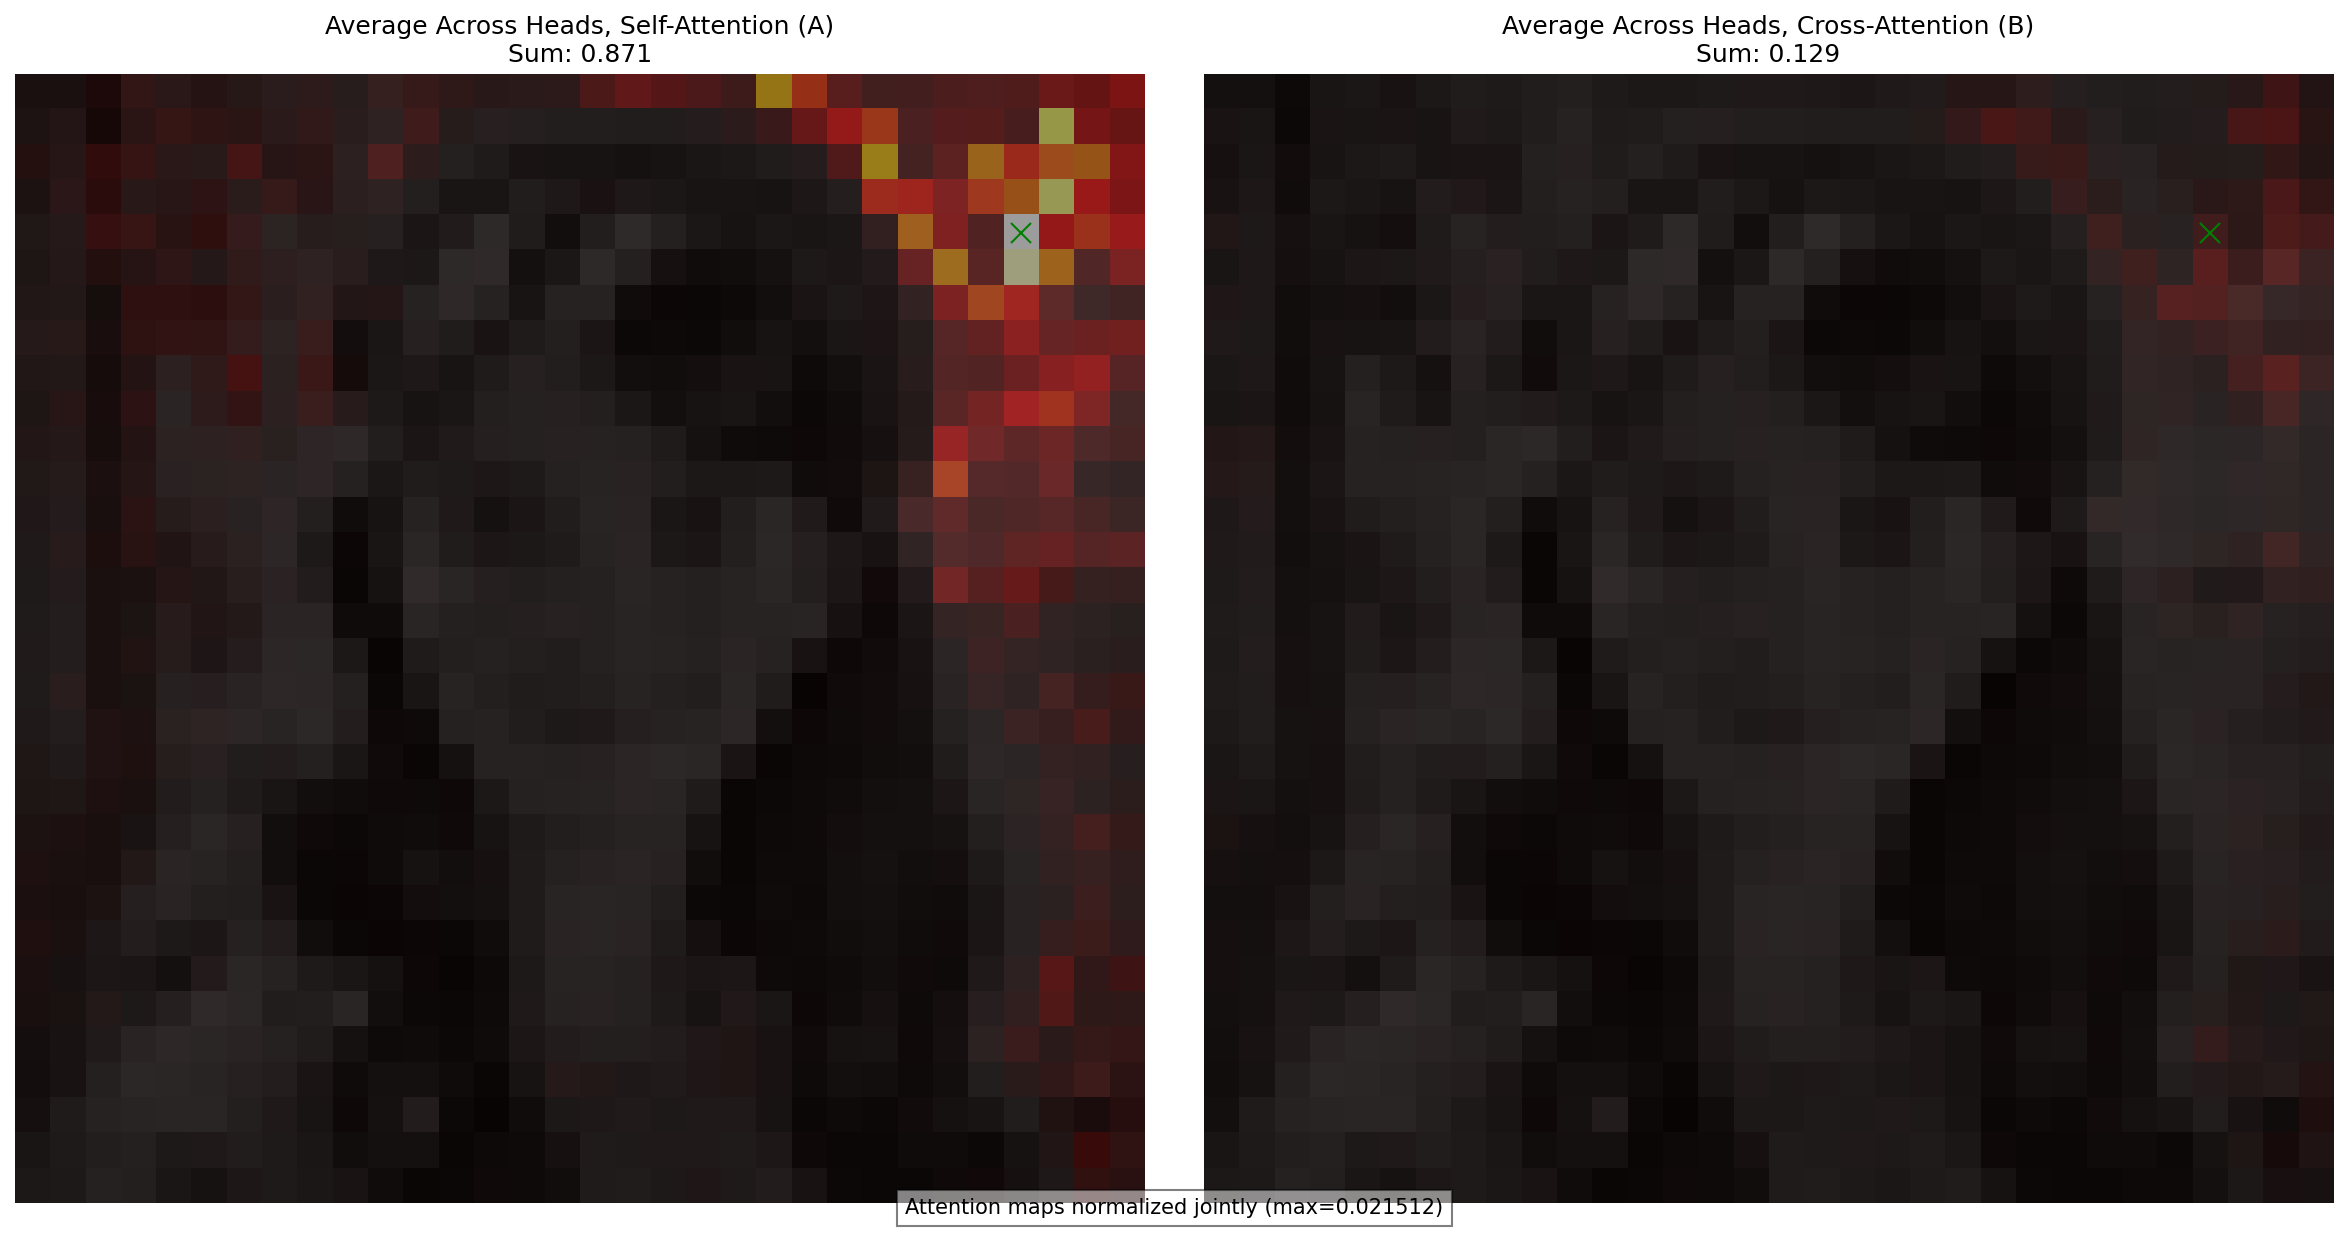 Average Across Heads, Self-Attention (A)
Sum: 0.871
Average Across Heads, Cross-Attention (B)
Sum: 0.129
Attention maps normalized jointly (max=0.021512)